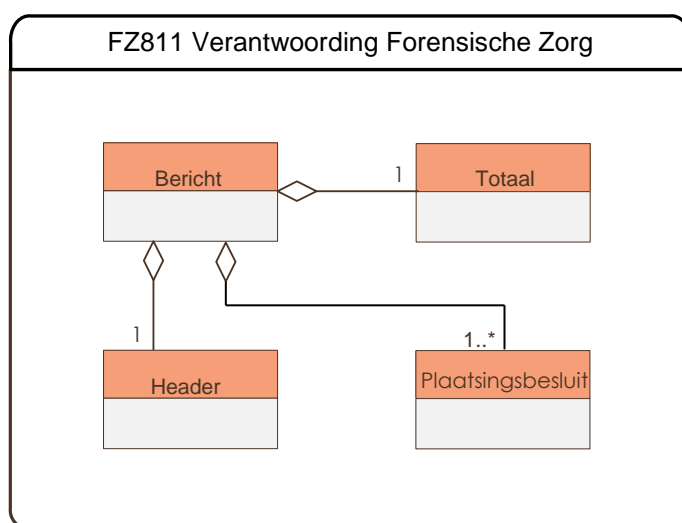 FZ811 Verantwoording Forensische Zorg
Bericht
1
Totaal
1
1..*
Header
Plaatsingsbesluit